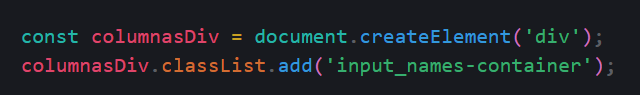 const columnasDiv = document.createElement('div');
columnasDiv.classList.add('input_names-container');